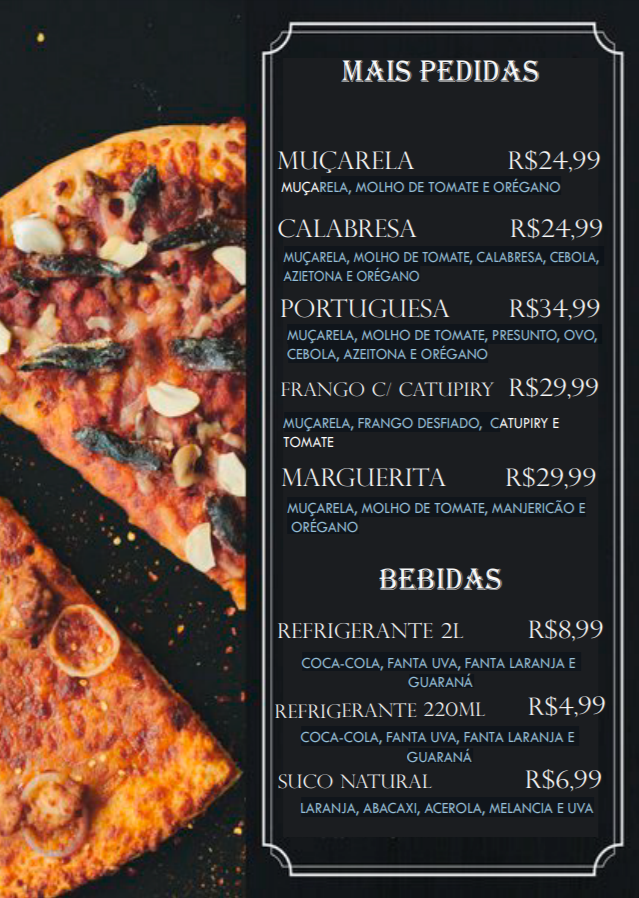 MAIS PEDIDAS
MUÇARELA R$24,99
MUÇARELA, MOLHO DE TOMATE E ORÉGANO
CALABRESA R$24,99
MUÇARELA, MOLHO DE TOMATE, CALABRESA, CEBOLA,
AZIETONA E ORÉGANO
PORTUGUESA R$34,99
MUÇARELA, MOLHO DE TOMATE, PRESUNTO, OVO,
CEBOLA, AZEITONA E ORÉGANO
FRANGO C/ CATUPIRY R$29,99
MUÇARELA, FRANGO DESFIADO, CATUPIRY E
TOMATE
MARGUERITA R$29,99
MUÇARELA, MOLHO DE TOMATE, MANJERICÃO E
ORÉGANO
BEBIDAS
REFRIGERANTE 2L R$8,99
COCA-COLA, FANTA UVA, FANTA LARANJA E
GUARANÁ
REFRIGERANTE 220ML R$4,99
COCA-COLA, FANTA UVA, FANTA LARANJA E
GUARANÁ
SUCO NATURAL R$6,99
LARANJA, ABACAXI, ACEROLA, MELANCIA E UVA